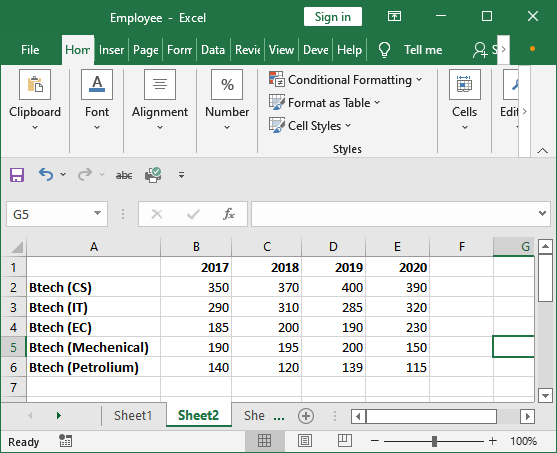 Employee - Excel Sign in
File Hom Inser Page Forn Data Revie View Deve Help Tell me S
Clipboard Font Alignment Number Conditional Formatting Format as Table Cell Styles Styles Cells Edit
abc
G5 fx
A B C D E F G
1 2017 2018 2019 2020
2 Btech (CS) 350 370 400 390
3 Btech (IT) 290 310 285 320
4 Btech (EC) 185 200 190 230
5 Btech (Mechenical) 190 195 200 150
6 Btech (Petrolium) 140 120 139 115
7
Sheet1 Sheet2 She ...
Ready 100%